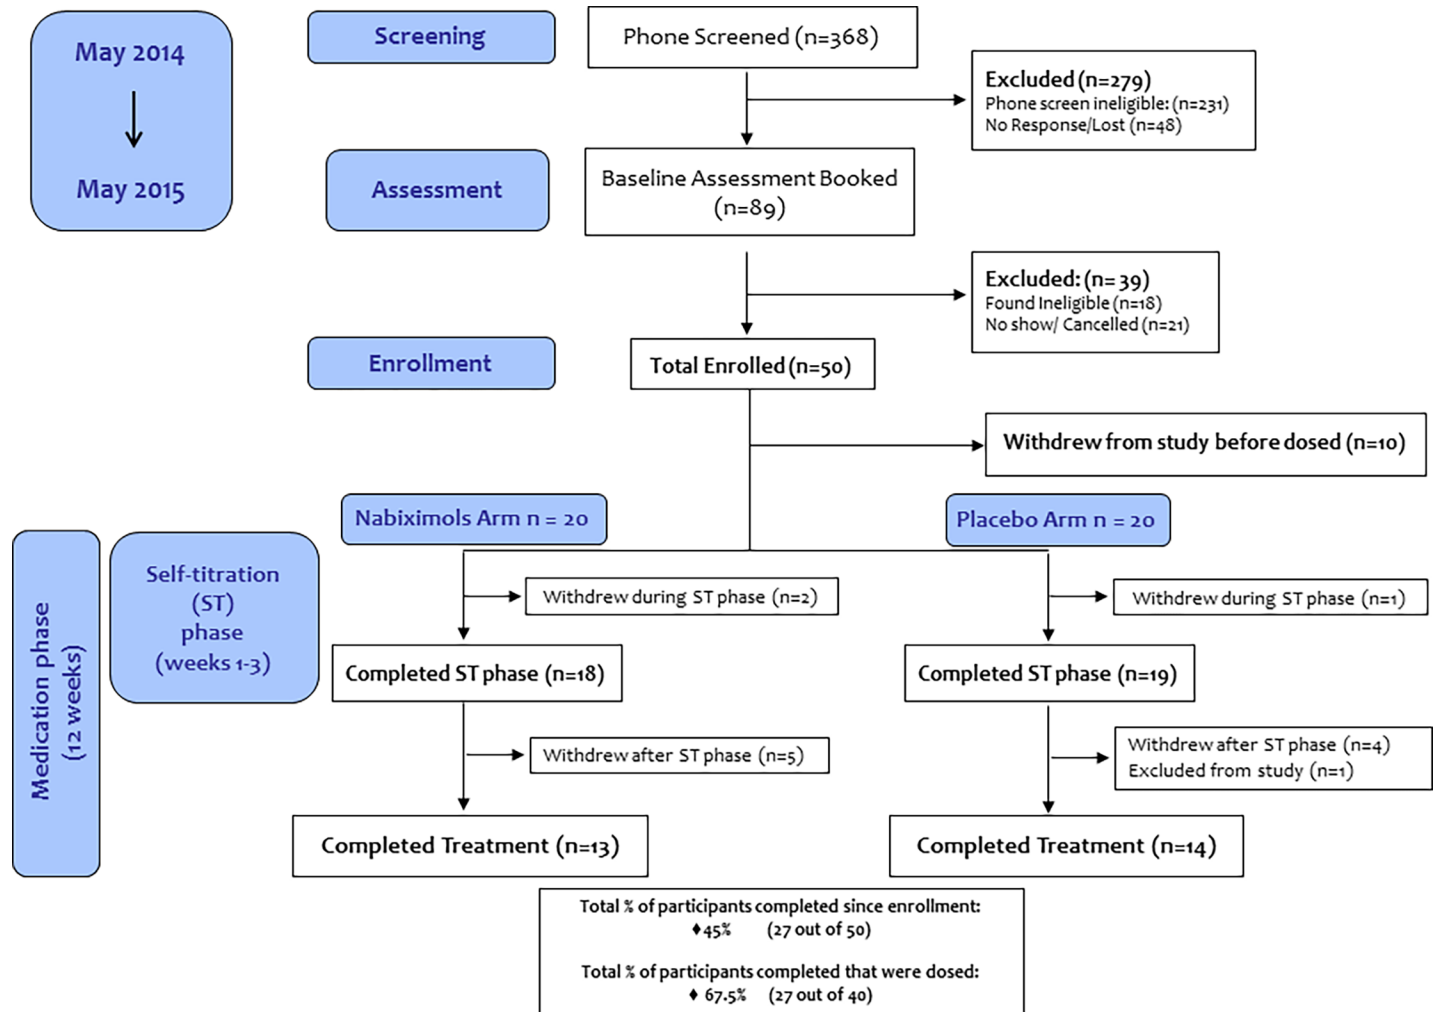 May 2014
May 2015
Screening
Phone Screened (n=368)
Excluded (n=279)
Phone screen ineligible: (n=231)
No Response/Lost (n=48)
Assessment
Baseline Assessment Booked
(n=89)
Excluded: (n= 39)
Found Ineligible (n=18)
No show/ Cancelled (n=21)
Enrollment
Total Enrolled (n=50)
Withdrew from study before dosed (n=10)
Nabiximols Arm n = 20
Placebo Arm n = 20
Medication phase
(12 weeks)
Self-titration
(ST)
phase
(weeks 1-3)
Withdrew during ST phase (n=2)
Withdrew during ST phase (n=1)
Completed ST phase (n=18)
Completed ST phase (n=19)
Withdrew after ST phase (n=5)
Withdrew after ST phase (n=4)
Excluded from study (n=1)
Completed Treatment (n=13)
Completed Treatment (n=14)
Total % of participants completed since enrollment:
♦45% (27 out of 50)
Total % of participants completed that were dosed:
♦ 67.5% (27 out of 40)